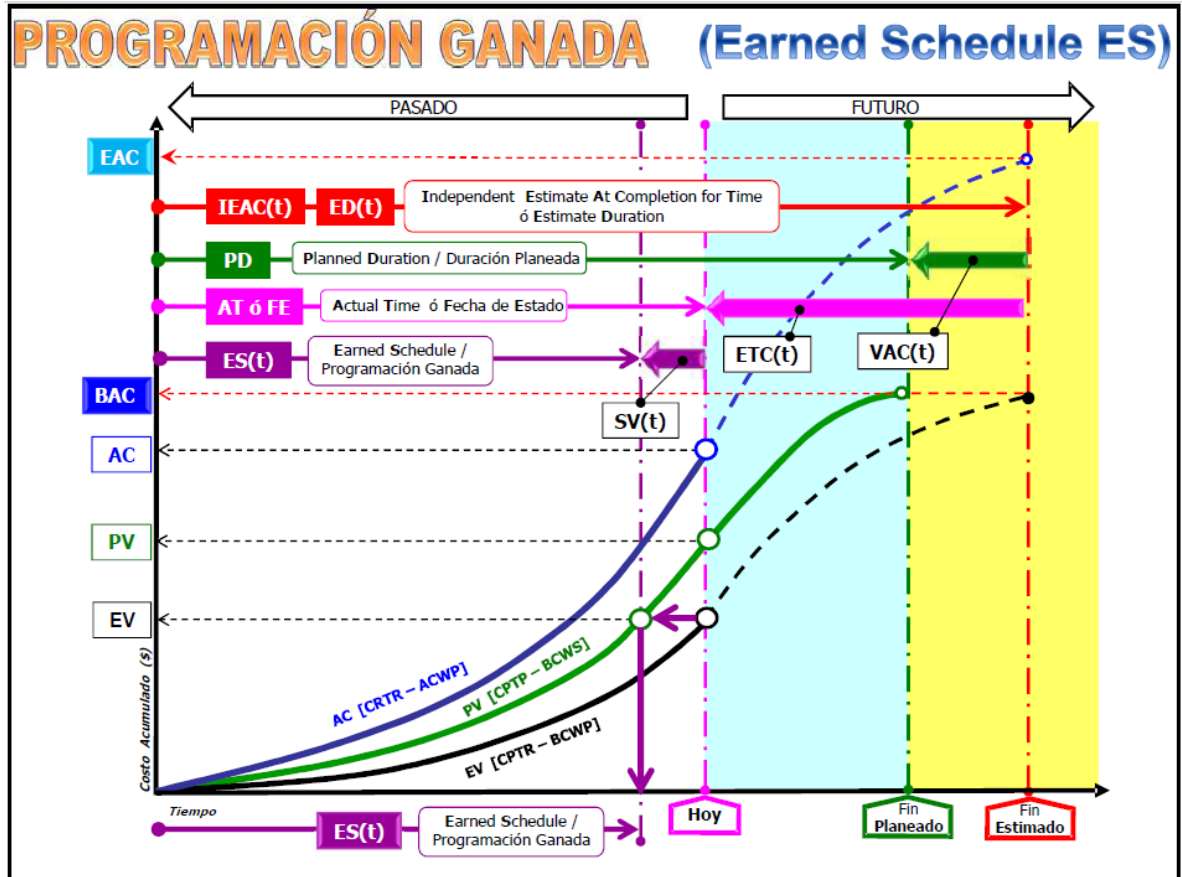 PROGRAMACIÓN GANADA (Earned Schedule ES)
PASADO
FUTURO
EAC
IEAC(t)
ED(t)
Independent Estimate At Completion for Time
ó Estimate Duration
PD
Planned Duration / Duración Planeada
AT ó FE
Actual Time ó Fecha de Estado
ETC(t)
VAC(t)
ES(t)
Earned Schedule /
Programación Ganada
BAC
SV(t)
AC
PV
EV
AC [CRTR – ACWP]
PV [CPTP – BCWS]
EV [CPTR – BCWP]
Costo Acumulado ($)
Tiempo
Hoy
Fin
Planeado
Fin
Estimado
ES(t)
Earned Schedule /
Programación Ganada